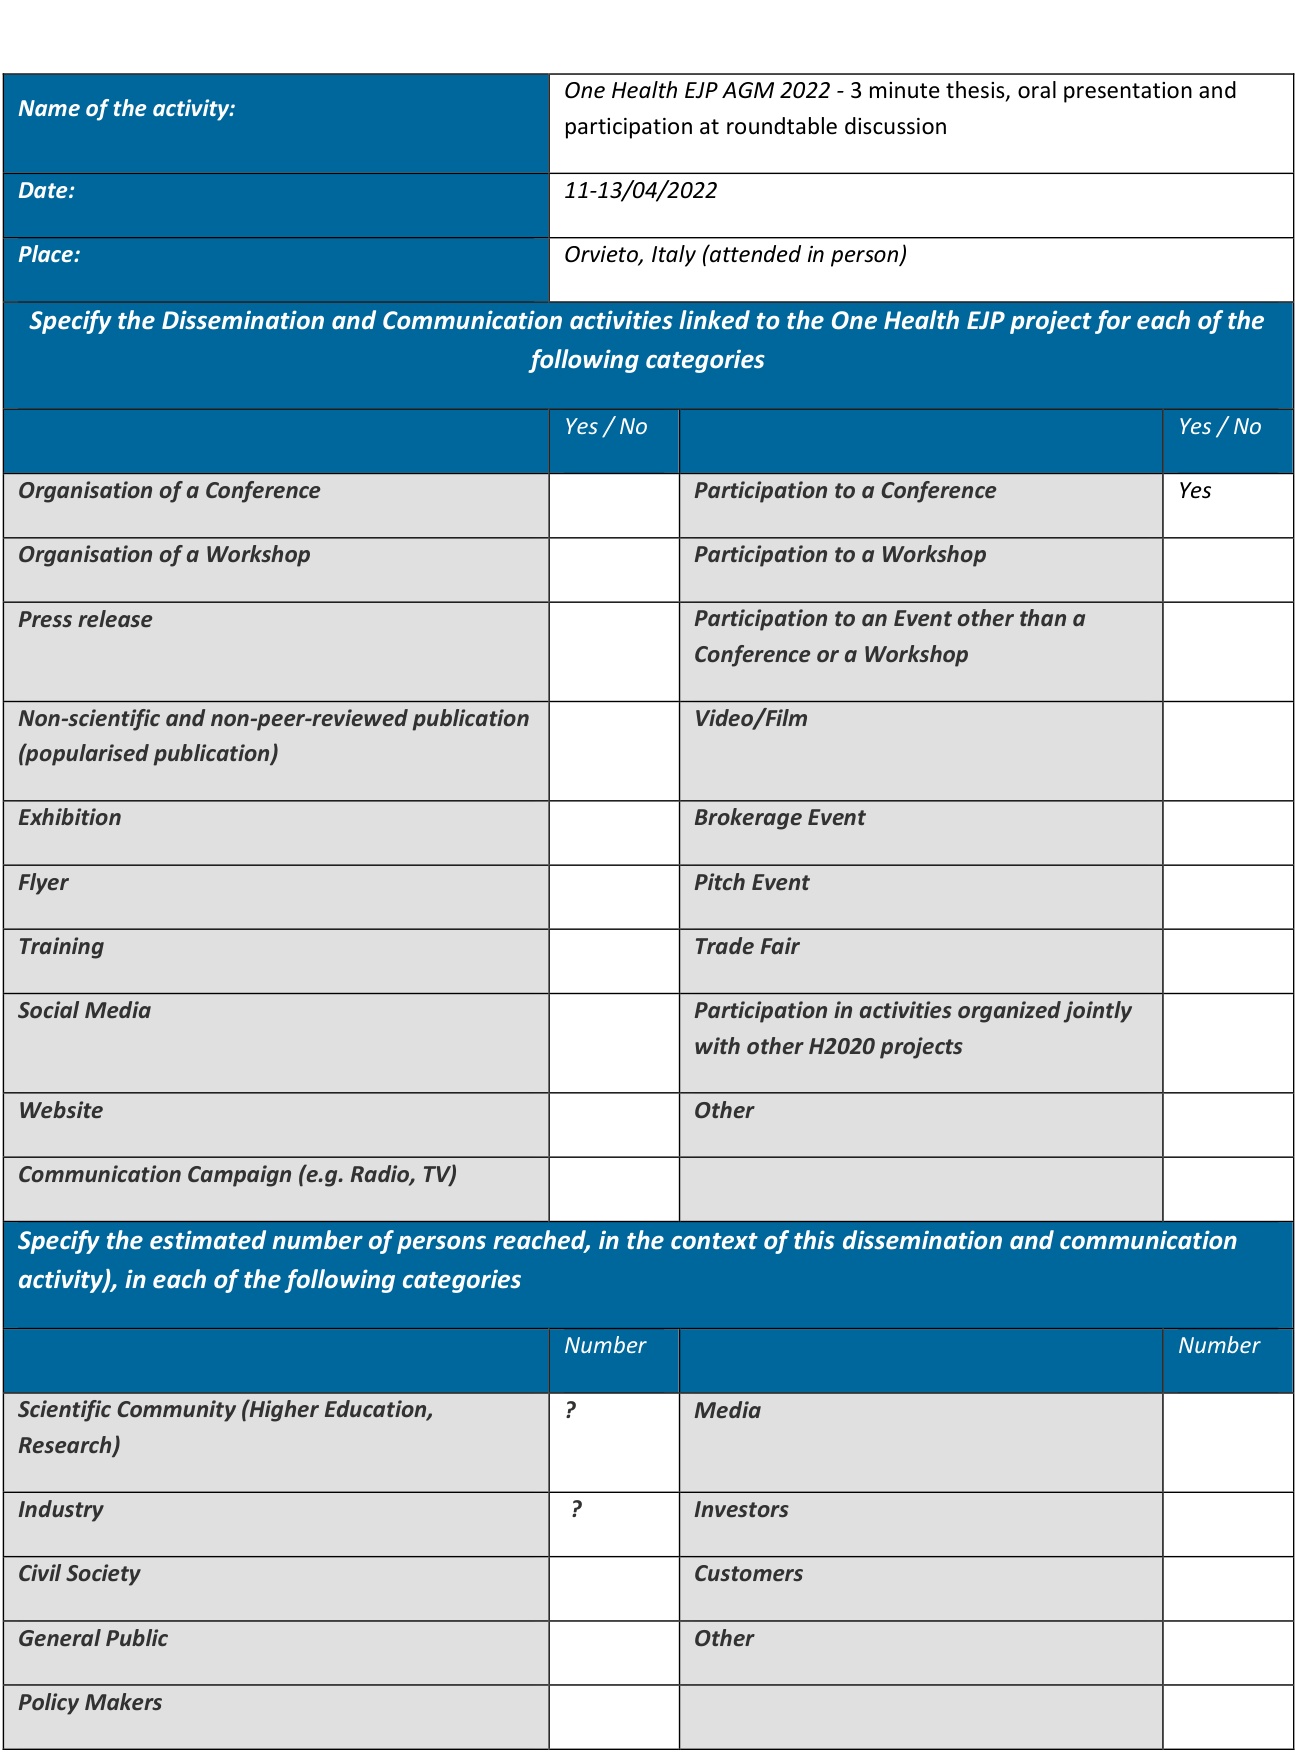 Name of the activity:
One Health EJP AGM 2022 - 3 minute thesis, oral presentation and
participation at roundtable discussion
Date:
11-13/04/2022
Place:
Orvieto, Italy (attended in person)
Specify the Dissemination and Communication activities linked to the One Health EJP project for each of the
following categories
Yes / No
Yes / No
Organisation of a Conference
Participation to a Conference
Yes
Organisation of a Workshop
Participation to a Workshop
Press release
Participation to an Event other than a
Conference or a Workshop
Non-scientific and non-peer-reviewed publication
(popularised publication)
Video/Film
Exhibition
Brokerage Event
Flyer
Pitch Event
Training
Trade Fair
Social Media
Participation in activities organized jointly
with other H2020 projects
Website
Other
Communication Campaign (e.g. Radio, TV)
Specify the estimated number of persons reached, in the context of this dissemination and communication
activity), in each of the following categories
Number
Number
Scientific Community (Higher Education,
Research)
?
Media
Industry
?
Investors
Civil Society
Customers
General Public
Other
Policy Makers